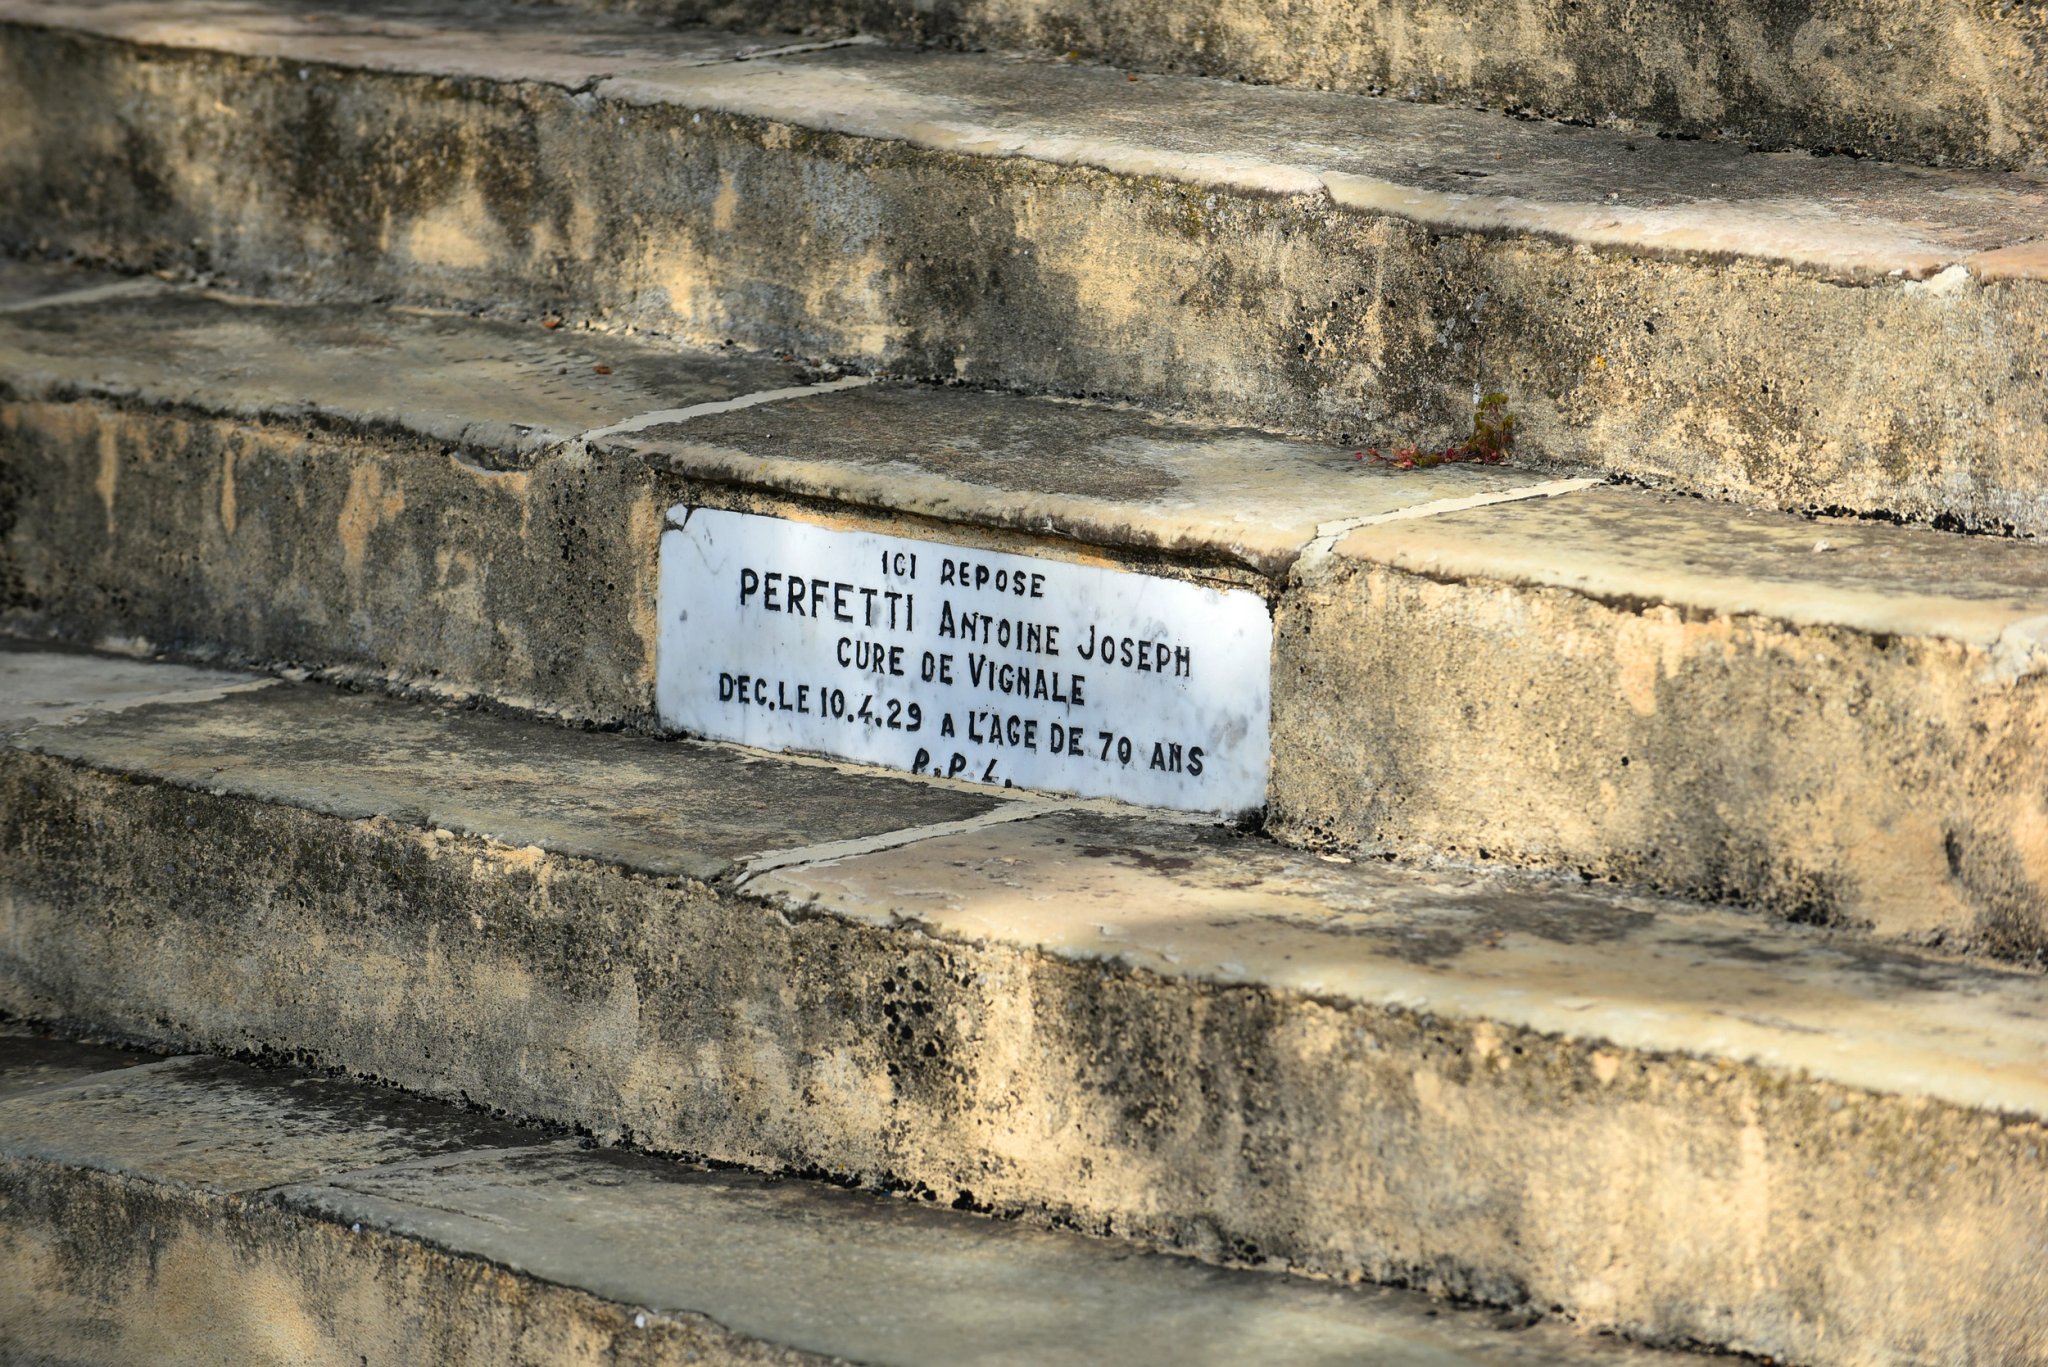 ICI REPOSE
PERFETTI ANTOINE JOSEPH
CURE DE VIGNALE
DEC. LE 10.4.29 A L'AGE DE 70 ANS
P.P.L.